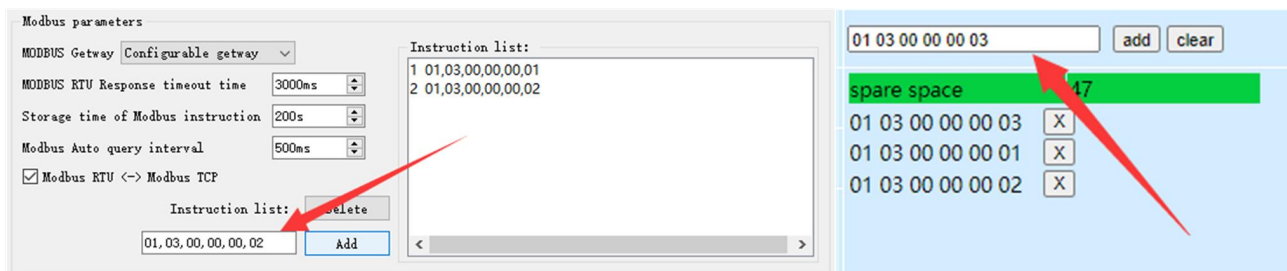 Modbus parameters
MODBUS Getway Configurable getway
MODBUS RTU Response timeout time 3000ms
Storage time of Modbus instruction 200s
Modbus Auto query interval 500ms
Modbus RTU <-> Modbus TCP
Instruction list: Delete
01,03,00,00,00,02 Add
Instruction list:
1 01,03,00,00,00,01
2 01,03,00,00,00,02
01 03 00 00 00 03 add clear
spare space 47
01 03 00 00 00 03 X
01 03 00 00 00 01 X
01 03 00 00 00 02 X